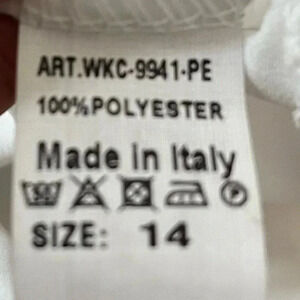 ART.WKC-9941-PE
100%POLYESTER
Made in Italy
SIZE: 14